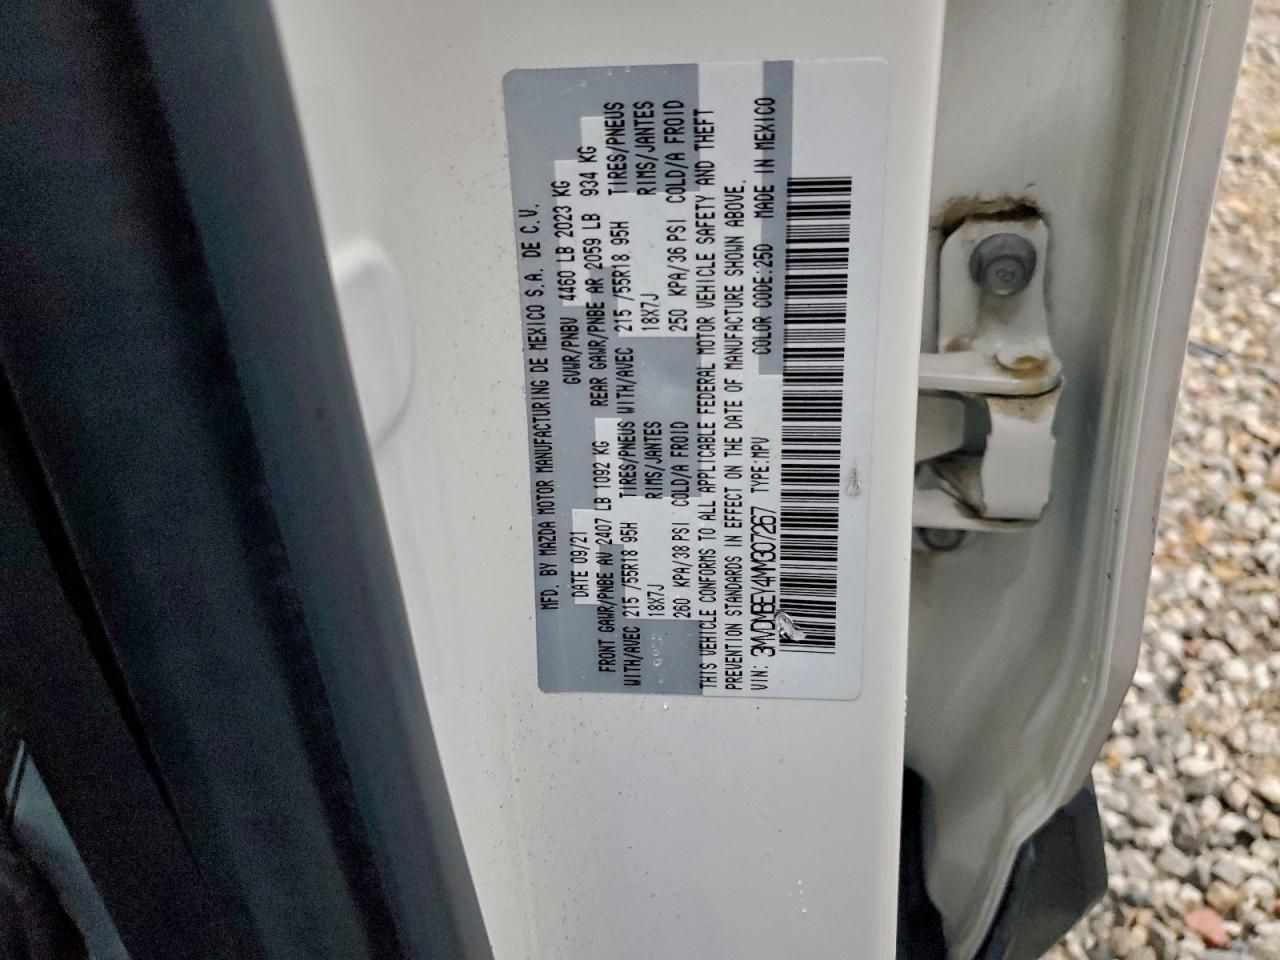 MFD. BY MAZDA MOTOR MANUFACTURING DE MEXICO S.A. DE C.V.
DATE 09/21 GVWR/PNBV 4460 LB 2023 KG
FRONT GAWR/PNBE AV 2407 LB 1092 KG REAR GAWR/PNBE AR 2059 LB 934 KG
WITH/AVEC 215 /55R18 95H TIRES/PNEUS WITH/AVEC 215 /55R18 95H TIRES/PNEUS
18X7J RIMS/JANTES 18X7J RIMS/JANTES
260 KPA/38 PSI COLD/A FROID 250 KPA/36 PSI COLD/A FROID
THIS VEHICLE CONFORMS TO ALL APPLICABLE FEDERAL MOTOR VEHICLE SAFETY AND THEFT
PREVENTION STANDARDS IN EFFECT ON THE DATE OF MANUFACTURE SHOWN ABOVE.
VIN: 3MVDMBEY4MM307267 TYPE:MPV COLOR CODE:25D MADE IN MEXICO